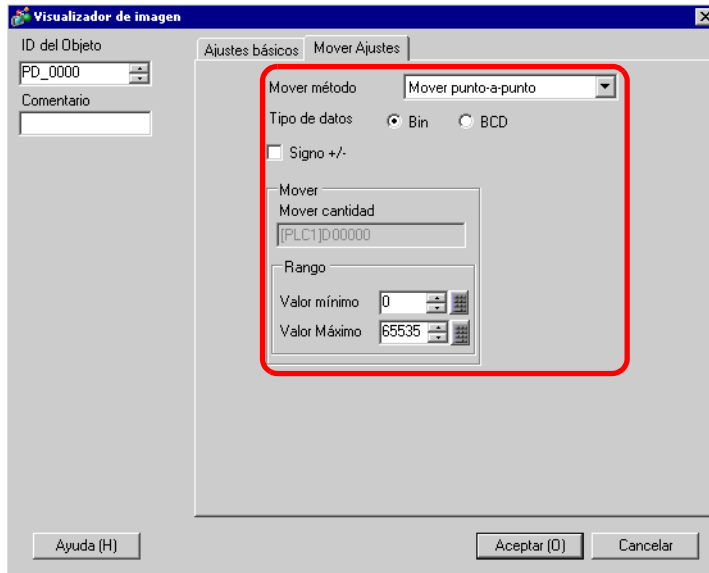 Visualizador de imagen
ID del Objeto
PD_0000
Comentario
Ajustes básicos
Mover Ajustes
Mover método
Mover punto-a-punto
Tipo de datos
Bin
BCD
Signo +/-
Mover
Mover cantidad
[PLC1]D00000
Rango
Valor mínimo
0
Valor Máximo
65535
Ayuda (H)
Aceptar (O)
Cancelar